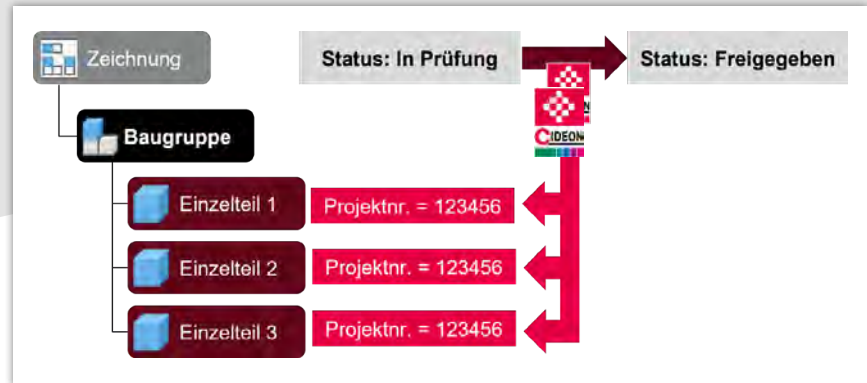 Zeichnung
Status: In Prüfung
Status: Freigegeben
Baugruppe
CIDEON
Einzelteil 1
Projektnr. = 123456
Einzelteil 2
Projektnr. = 123456
Einzelteil 3
Projektnr. = 123456